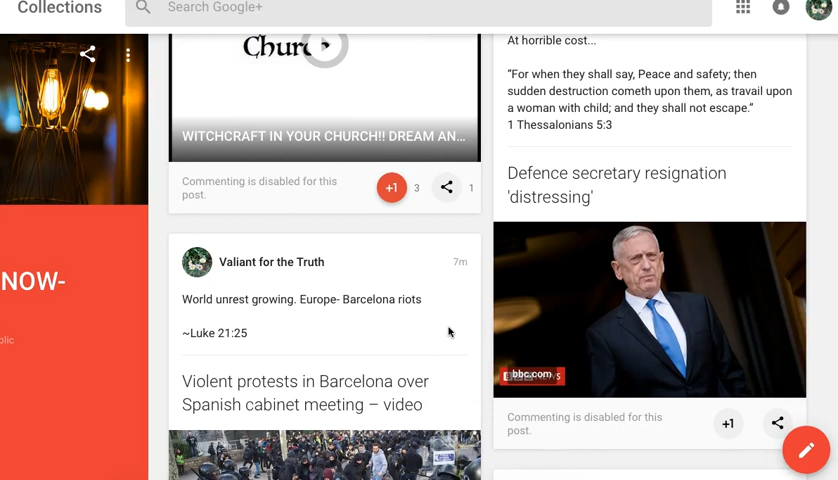 Collections
Search Google+
NOW-
blic
Church
WITCHCRAFT IN YOUR CHURCH!! DREAM AN...
Commenting is disabled for this
post.
+1
3
1
Valiant for the Truth
7m
World unrest growing. Europe- Barcelona riots
~Luke 21:25
Violent protests in Barcelona over
Spanish cabinet meeting – video
At horrible cost...
“For when they shall say, Peace and safety; then
sudden destruction cometh upon them, as travail upon
a woman with child; and they shall not escape.”
1 Thessalonians 5:3
Defence secretary resignation
'distressing'
bbc.com
Commenting is disabled for this
post.
+1